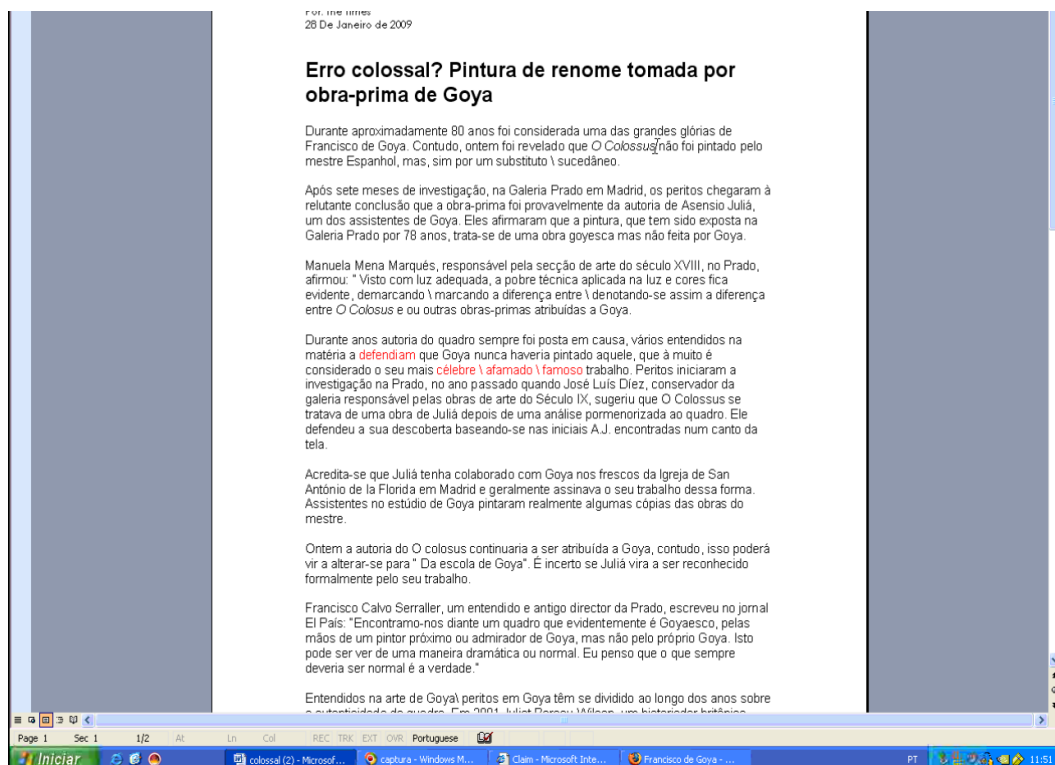 Por: The Times
28 De Janeiro de 2009
Erro colossal? Pintura de renome tomada por
obra-prima de Goya
Durante aproximadamente 80 anos foi considerada uma das grandes glórias de
Francisco de Goya. Contudo, ontem foi revelado que O Colossus não foi pintado pelo
mestre Espanhol, mas, sim por um substituto \ sucedâneo.
Após sete meses de investigação, na Galeria Prado em Madrid, os peritos chegaram à
relutante conclusão que a obra-prima foi provavelmente da autoria de Asensio Juliá,
um dos assistentes de Goya. Eles afirmaram que a pintura, que tem sido exposta na
Galeria Prado por 78 anos, trata-se de uma obra goyesca mas não feita por Goya.
Manuela Mena Marqués, responsável pela secção de arte do século XVIII, no Prado,
afirmou: " Visto com luz adequada, a pobre técnica aplicada na luz e cores fica
evidente, demarcando \ marcando a diferença entre \ denotando-se assim a diferença
entre O Colosus e ou outras obras-primas atribuídas a Goya.
Durante anos autoria do quadro sempre foi posta em causa, vários entendidos na
matéria a defendiam que Goya nunca haveria pintado aquele, que à muito é
considerado o seu mais célebre \ afamado \ famoso trabalho. Peritos iniciaram a
investigação na Prado, no ano passado quando José Luís Díez, conservador da
galeria responsável pelas obras de arte do Século IX, sugeriu que O Colossus se
tratava de uma obra de Juliá depois de uma análise pormenorizada ao quadro. Ele
defendeu a sua descoberta baseando-se nas iniciais A.J. encontradas num canto da
tela.
Acredita-se que Juliá tenha colaborado com Goya nos frescos da Igreja de San
António de la Florida em Madrid e geralmente assinava o seu trabalho dessa forma.
Assistentes no estúdio de Goya pintaram realmente algumas cópias das obras do
mestre.
Ontem a autoria do O colosus continuaria a ser atribuída a Goya, contudo, isso poderá
vir a alterar-se para " Da escola de Goya". É incerto se Juliá vira a ser reconhecido
formalmente pelo seu trabalho.
Francisco Calvo Serraller, um entendido e antigo director da Prado, escreveu no jornal
El País: "Encontramo-nos diante um quadro que evidentemente é Goyaesco, pelas
mãos de um pintor próximo ou admirador de Goya, mas não pelo próprio Goya. Isto
pode ser ver de uma maneira dramática ou normal. Eu penso que o que sempre
deveria ser normal é a verdade."
Entendidos na arte de Goya\ peritos em Goya têm se dividido ao longo dos anos sobre
a autenticidade do quadro. Em 2001 Juliet
Page 1 Sec 1 1/2 At Ln Col REC TRK EXT OVR Portuguese
Iniciar colossal (2) - Microsof... captura - Windows M... Claim - Microsoft Inte... Francisco de Goya - ... PT 11:51